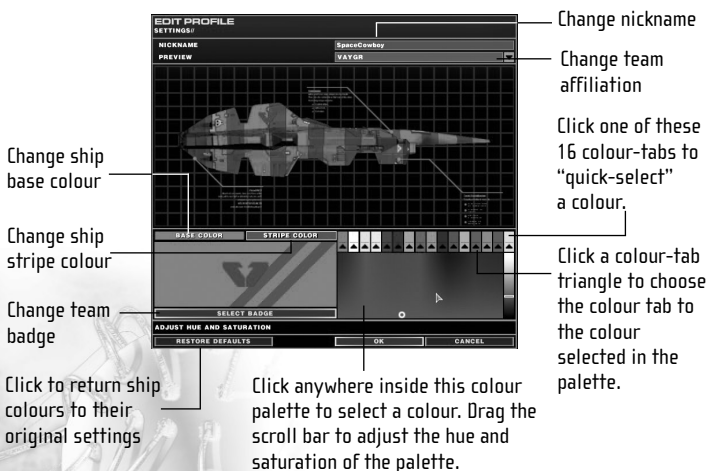 EDIT PROFILE
SETTINGS//
NICKNAME
SpaceCowboy
PREVIEW
VAYGR
BASE COLOR
STRIPE COLOR
SELECT BADGE
ADJUST HUE AND SATURATION
RESTORE DEFAULTS
OK
CANCEL
Change nickname
Change team
affiliation
Click one of these
16 colour-tabs to
“quick-select”
a colour.
Click a colour-tab
triangle to choose
the colour tab to
the colour
selected in the
palette.
Change ship
base colour
Change ship
stripe colour
Change team
badge
Click to return ship
colours to their
original settings
Click anywhere inside this colour
palette to select a colour. Drag the
scroll bar to adjust the hue and
saturation of the palette.